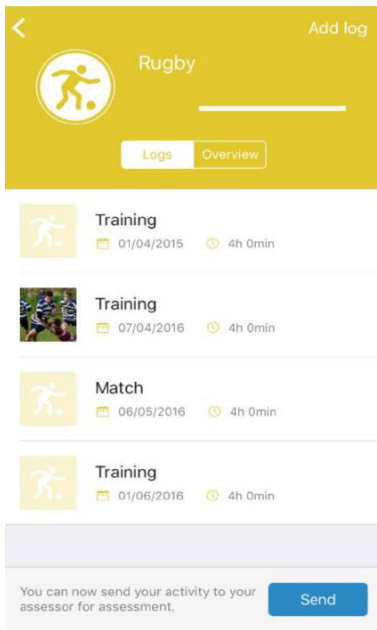 Add log
Rugby
Logs Overview
Training
01/04/2015 4h 0min
Training
07/04/2016 4h 0min
Match
06/05/2016 4h 0min
Training
01/06/2016 4h 0min
You can now send your activity to your
assessor for assessment.
Send